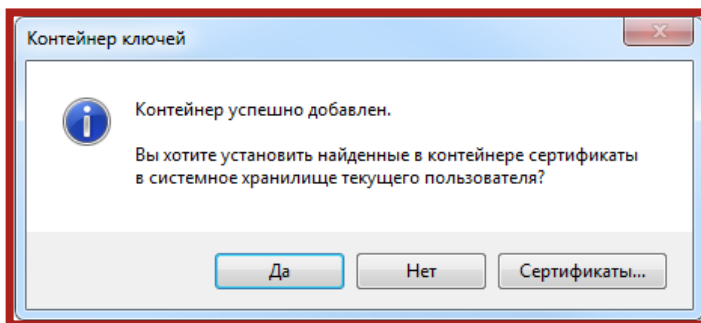 Контейнер ключей
Контейнер успешно добавлен.
Вы хотите установить найденные в контейнере сертификаты
в системное хранилище текущего пользователя?
Да
Нет
Сертификаты...